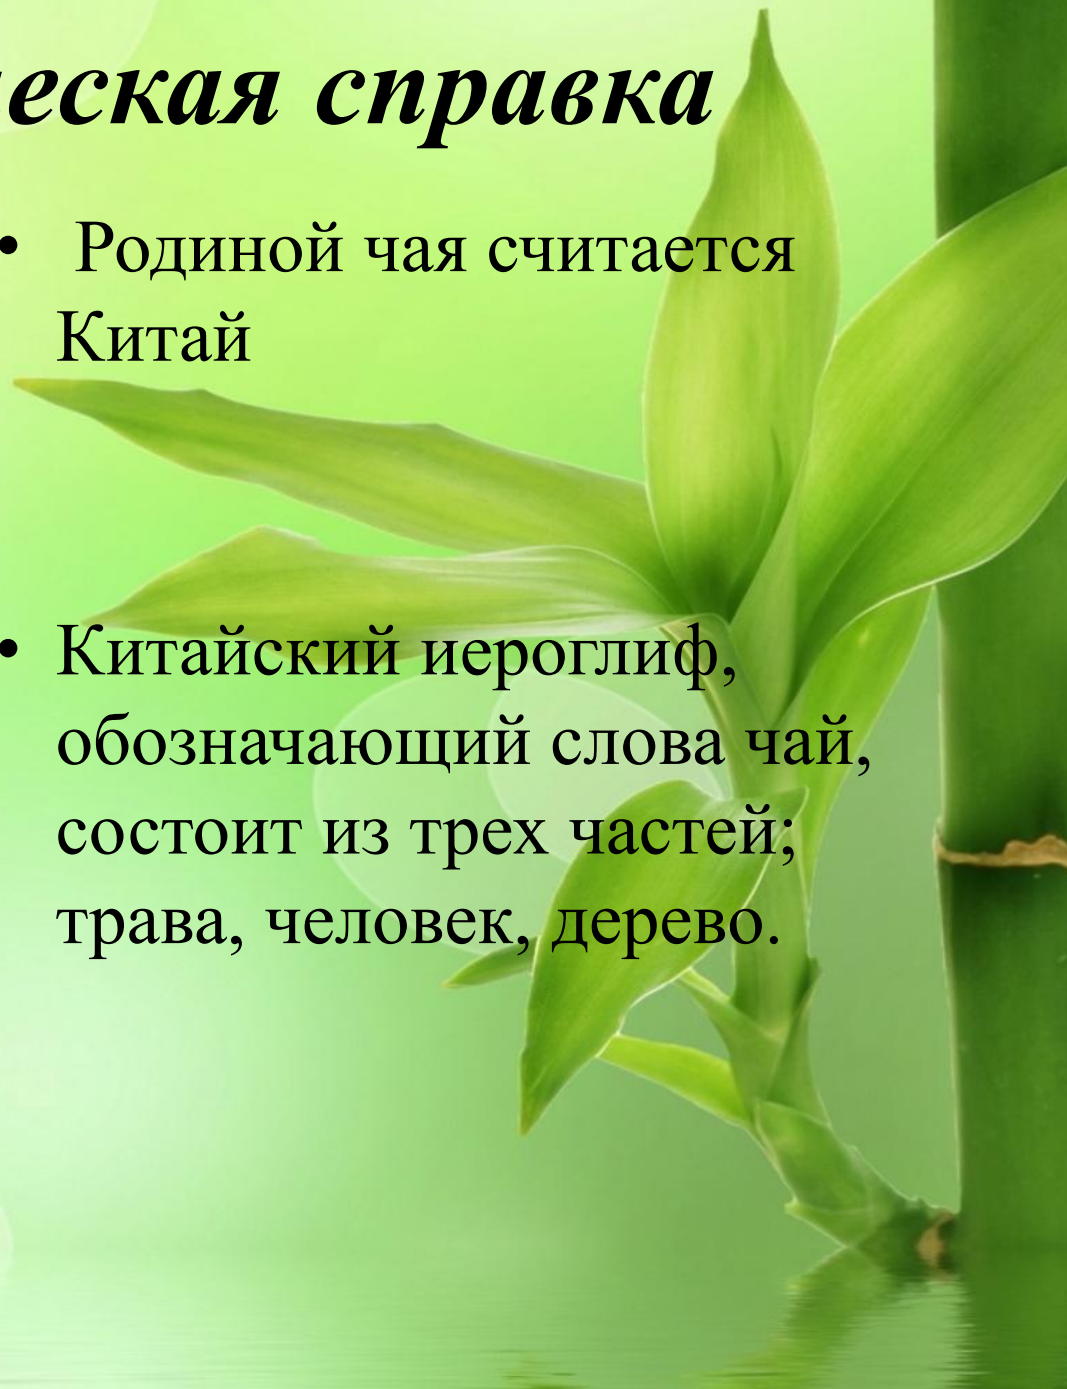 еская справка
• Родиной чая считается
Китай
• Китайский иероглиф,
обозначающий слова чай,
состоит из трех частей;
трава, человек, дерево.